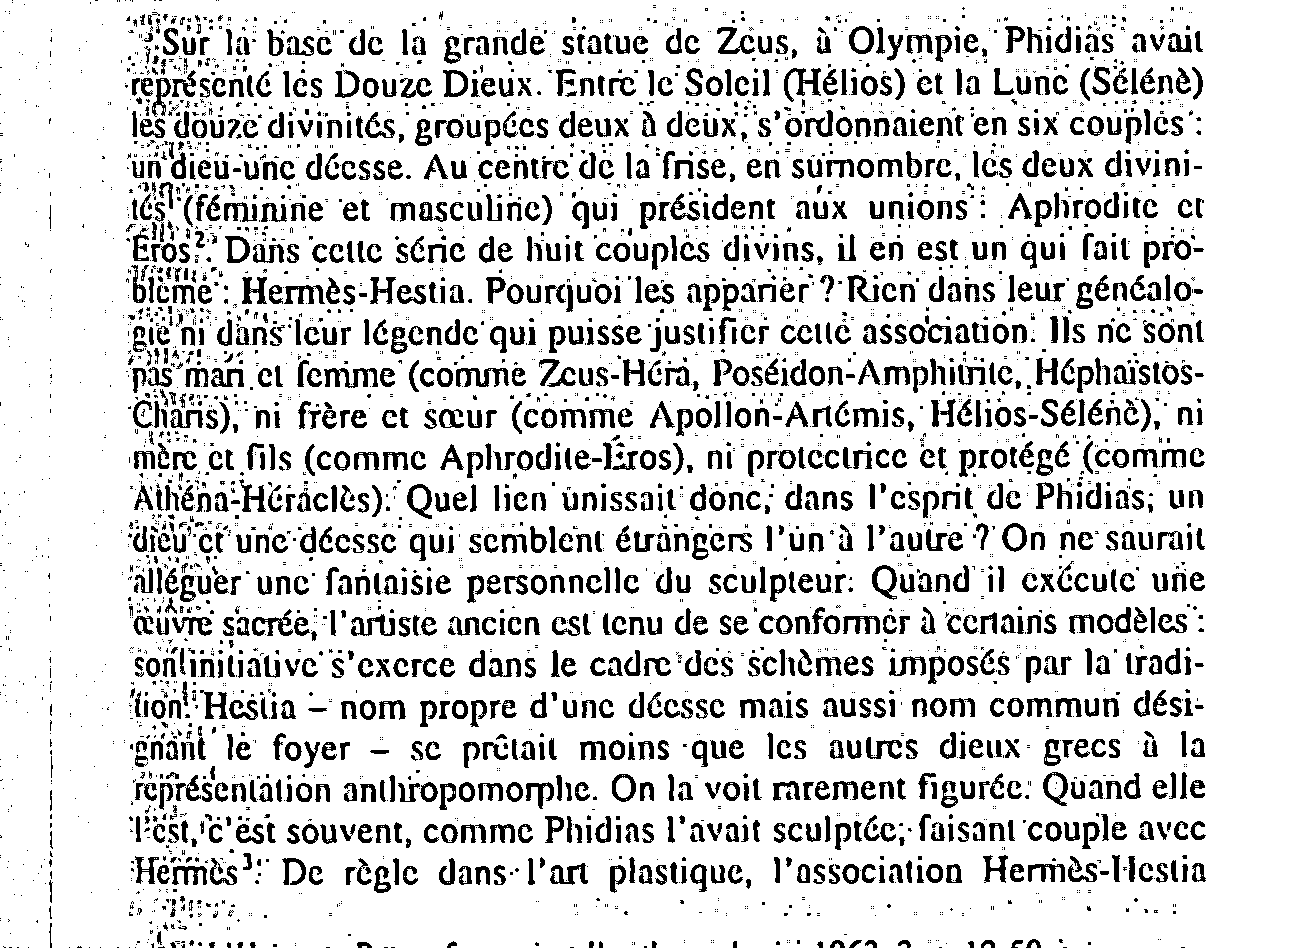 Sur la base de la grande statue de Zeus, à Olympie, Phidias avait
représenté les Douze Dieux. Entre le Soleil (Hélios) et la Lune (Séléné)
les douze divinités, groupées deux à deux, s'ordonnaient en six couples :
un dieu-une déesse. Au centre de la frise, en surnombre, les deux divini-
tés (féminine et masculine) qui président aux unions : Aphrodite et
Éros². Dans cette série de huit couples divins, il en est un qui fait pro-
blème : Hermès-Hestia. Pourquoi les apparier ? Rien dans leur généalo-
gie ni dans leur légende qui puisse justifier cette association. Ils ne sont
pas mari et femme (comme Zeus-Héra, Poséidon-Amphitrite, Héphaïstos-
Charis), ni frère et sœur (comme Apollon-Artémis, Hélios-Séléné), ni
mère et fils (comme Aphrodite-Éros), ni protectrice et protégé (comme
Athéna-Héraclès). Quel lien unissait donc, dans l'esprit de Phidias, un
dieu et une déesse qui semblent étrangers l'un à l'autre ? On ne saurait
alléguer une fantaisie personnelle du sculpteur. Quand il exécute une
œuvre sacrée, l'artiste ancien est tenu de se conformer à certains modèles :
son initiative s'exerce dans le cadre des schèmes imposés par la tradi-
tion. Hestia – nom propre d'une déesse mais aussi nom commun dési-
gnant le foyer – se prêtait moins que les autres dieux grecs à la
représentation anthropomorphe. On la voit rarement figurée. Quand elle
l'est, c'est souvent, comme Phidias l'avait sculptée, faisant couple avec
Hermès³. De règle dans l'art plastique, l'association Hermès-Hestia